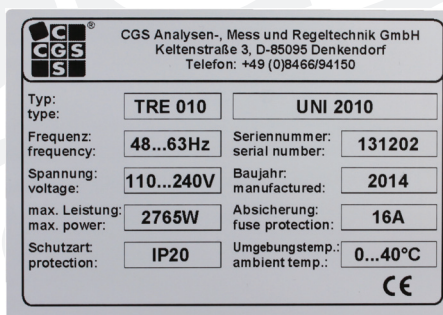 C ®
CGS
S
CGS Analysen-, Mess und Regeltechnik GmbH
Keltenstraße 3, D-85095 Denkendorf
Telefon: +49 (0)8466/94150
Typ:
type:
TRE 010
UNI 2010
Frequenz:
frequency:
48...63Hz
Seriennummer:
serial number:
131202
Spannung:
voltage:
110...240V
Baujahr:
manufactured:
2014
max. Leistung:
max. power:
2765W
Absicherung:
fuse protection:
16A
Schutzart:
protection:
IP20
Umgebungstemp.:
ambient temp.:
0...40°C
CE